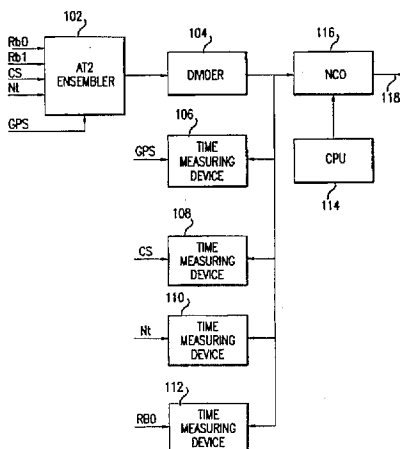 102
Rb0
Rb1
CS
Nt
GPS
AT2
ENSEMBLER
104
DIVIDER
116
NCO
118
CPU
114
106
GPS
TIME
MEASURING
DEVICE
108
CS
TIME
MEASURING
DEVICE
110
Nt
TIME
MEASURING
DEVICE
112
RB0
TIME
MEASURING
DEVICE